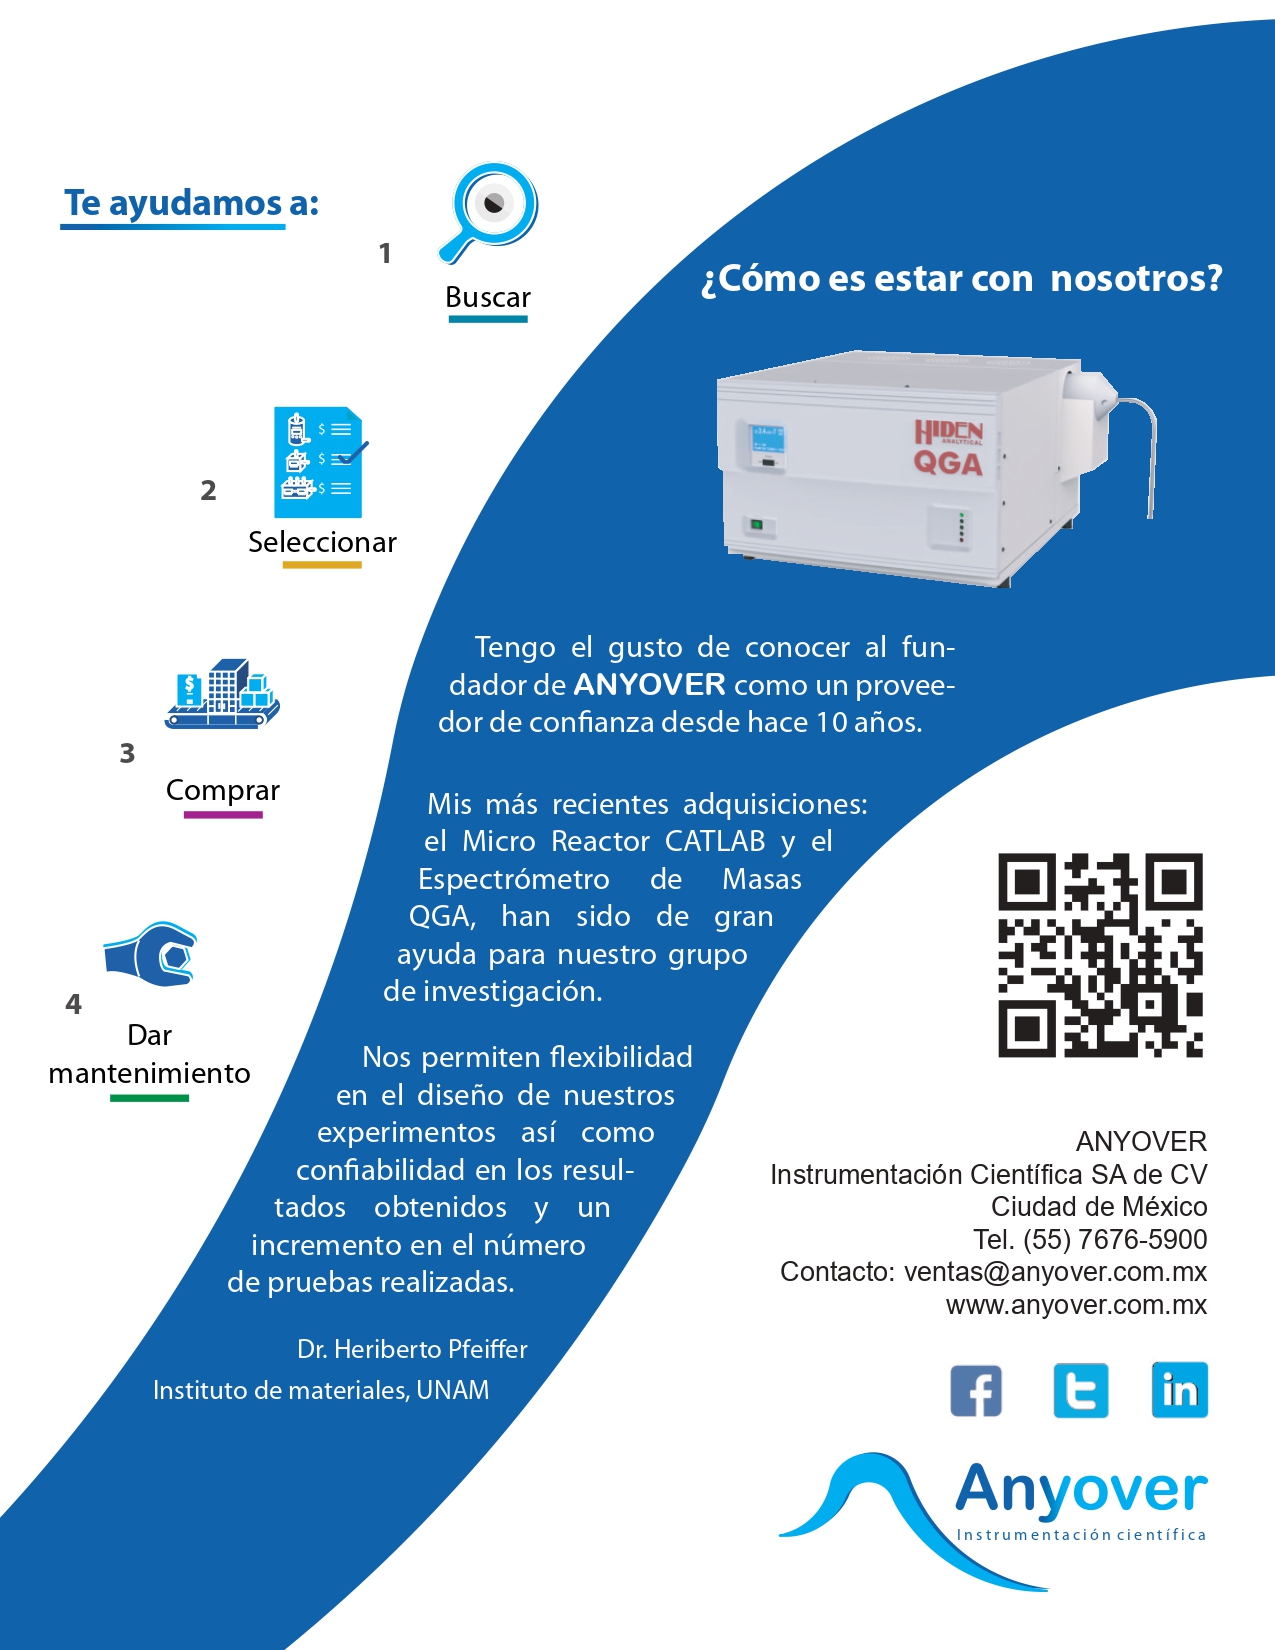 Te ayudamos a:
1
Buscar
2
$
$
$
Seleccionar
$
3
Comprar
4
Dar
mantenimiento
¿Cómo es estar con nosotros?
HIDEN
ANALYTICAL
QGA
Tengo el gusto de conocer al fun-
dador de ANYOVER como un provee-
dor de confianza desde hace 10 años.
Mis más recientes adquisiciones:
el Micro Reactor CATLAB y el
Espectrómetro de Masas
QGA, han sido de gran
ayuda para nuestro grupo
de investigación.
Nos permiten flexibilidad
en el diseño de nuestros
experimentos así como
confiabilidad en los resul-
tados obtenidos y un
incremento en el número
de pruebas realizadas.
Dr. Heriberto Pfeiffer
Instituto de materiales, UNAM
ANYOVER
Instrumentación Científica SA de CV
Ciudad de México
Tel. (55) 7676-5900
Contacto: ventas@anyover.com.mx
www.anyover.com.mx
Anyover
Instrumentación científica